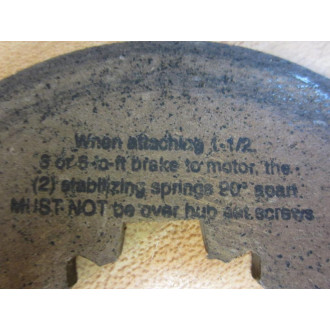 When attaching 1-1/2,
3 or 6 lb-ft brake to motor, the
(2) stabilizing springs 90° apart
MUST NOT be over hub set screws